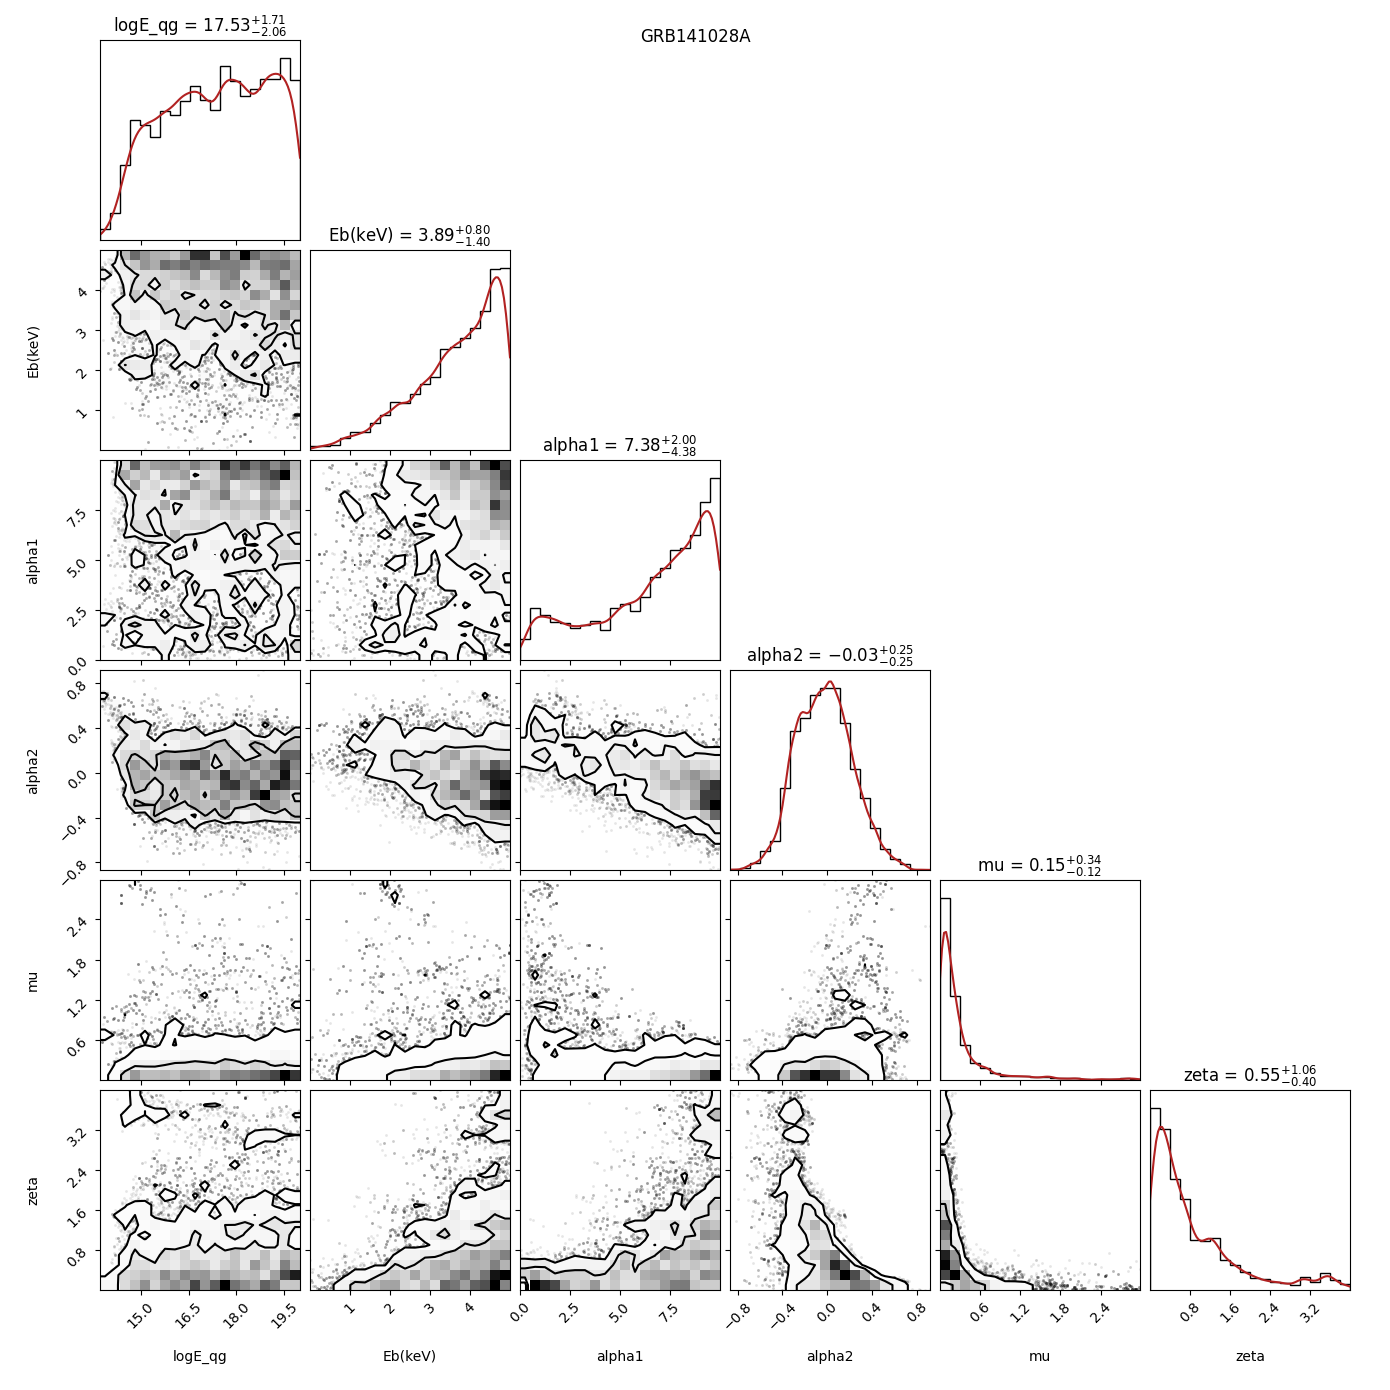 logE_qg = 17.53^{+1.71}_{-2.06}
GRB141028A
Eb(keV) = 3.89^{+0.80}_{-1.40}
Eb(keV)
4
3
2
1
alpha1 = 7.38^{+2.00}_{-4.38}
alpha1
7.5
5.0
2.5
0.0
alpha2 = −0.03^{+0.25}_{-0.25}
alpha2
0.8
0.4
0.0
−0.4
−0.8
mu = 0.15^{+0.34}_{-0.12}
mu
2.4
1.8
1.2
0.6
zeta = 0.55^{+1.06}_{-0.40}
zeta
3.2
2.4
1.6
0.8
15.0 16.5 18.0 19.5 1 2 3 4 0.0 2.5 5.0 7.5 −0.8 −0.4 0.0 0.4 0.8 0.6 1.2 1.8 2.4 0.8 1.6 2.4 3.2
logE_qg Eb(keV) alpha1 alpha2 mu zeta